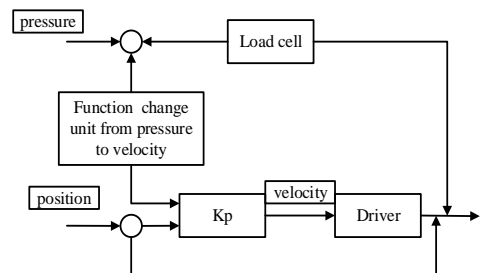 pressure
Load cell
Function change
unit from pressure
to velocity
position
velocity
Kp
Driver